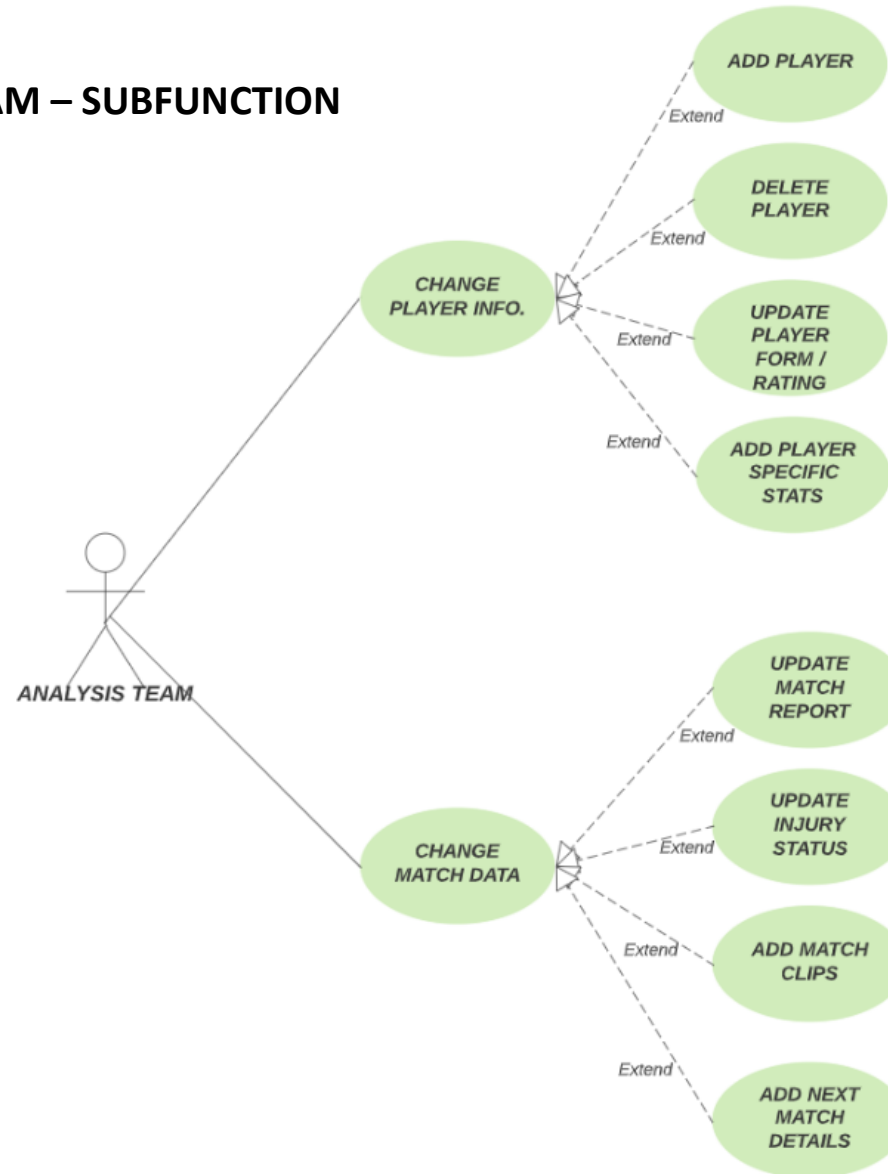 AM – SUBFUNCTION
ADD PLAYER
Extend
DELETE
PLAYER
Extend
CHANGE
PLAYER INFO.
UPDATE
PLAYER
FORM /
RATING
Extend
ADD PLAYER
SPECIFIC
STATS
Extend
ANALYSIS TEAM
UPDATE
MATCH
REPORT
Extend
UPDATE
INJURY
STATUS
Extend
CHANGE
MATCH DATA
ADD MATCH
CLIPS
Extend
Extend
ADD NEXT
MATCH
DETAILS